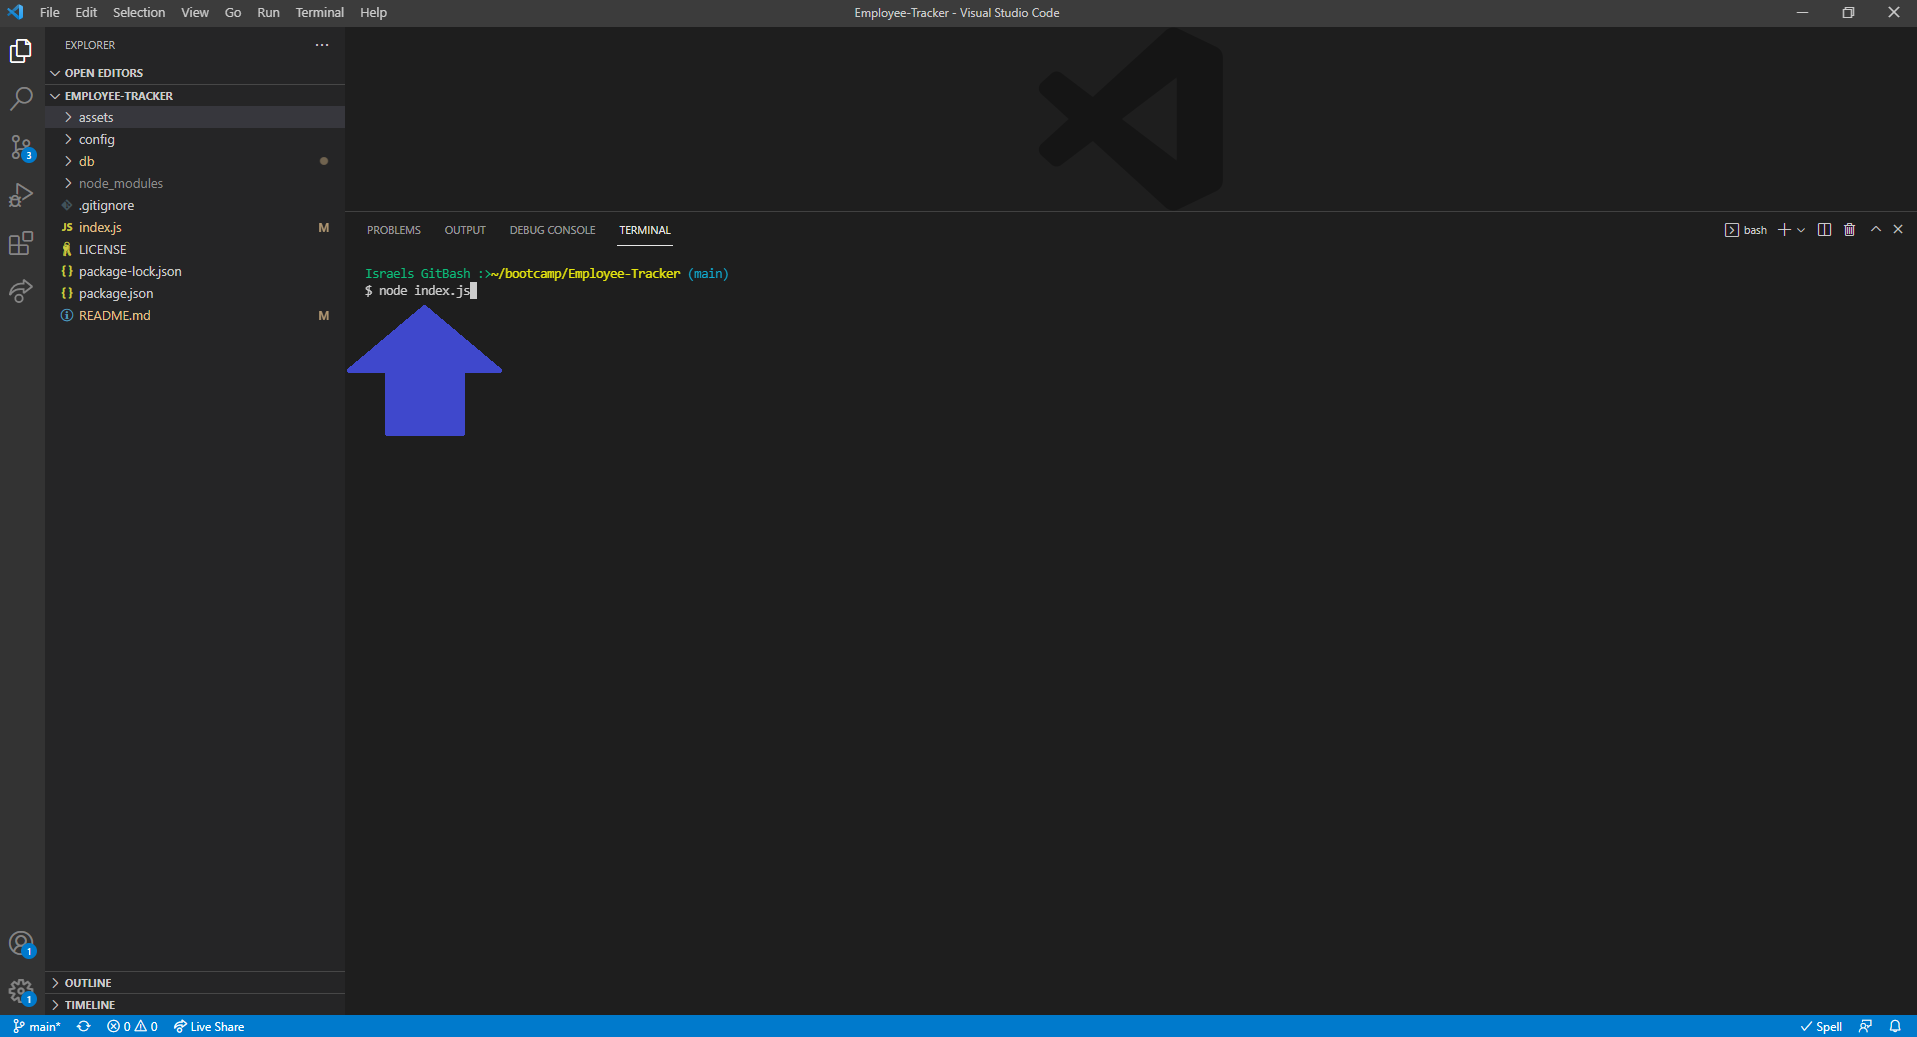 File Edit Selection View Go Run Terminal Help
Employee-Tracker - Visual Studio Code
EXPLORER
OPEN EDITORS
EMPLOYEE-TRACKER
assets
config
db
node_modules
.gitignore
JS index.js M
LICENSE
{} package-lock.json
{} package.json
README.md M
3
PROBLEMS OUTPUT DEBUG CONSOLE TERMINAL
bash
Israels GitBash :>~/bootcamp/Employee-Tracker (main)
$ node index.js
1
1
OUTLINE
TIMELINE
main* 0 0 Live Share
Spell